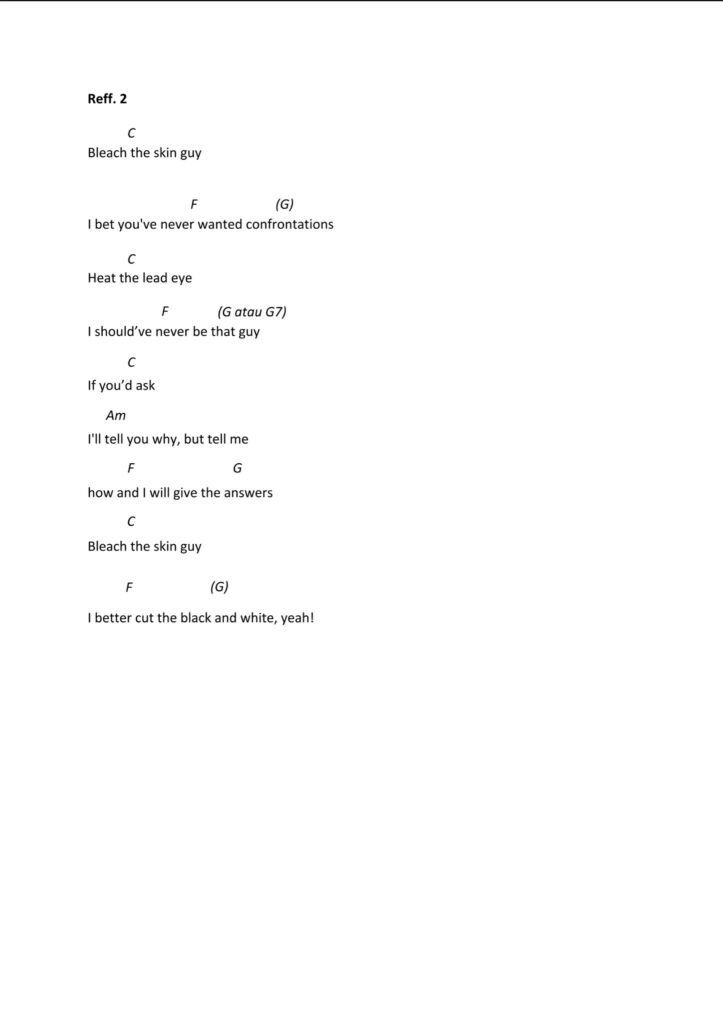 Reff. 2
C
Bleach the skin guy
F (G)
I bet you've never wanted confrontations
C
Heat the lead eye
F (G atau G7)
I should’ve never be that guy
C
If you’d ask
Am
I'll tell you why, but tell me
F G
how and I will give the answers
C
Bleach the skin guy
F (G)
I better cut the black and white, yeah!